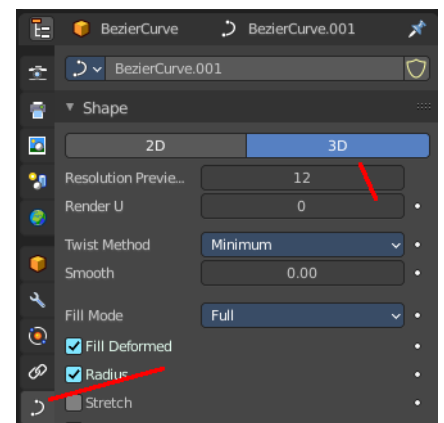 BezierCurve BezierCurve.001
BezierCurve.001
Shape
2D 3D
Resolution Previe... 12
Render U 0
Twist Method Minimum
Smooth 0.00
Fill Mode Full
Fill Deformed
Radius
Stretch